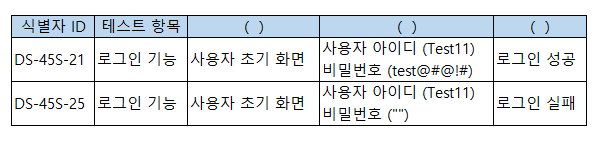 식별자 ID 테스트 항목 ( ) ( ) ( )
DS-45S-21 로그인 기능 사용자 초기 화면 사용자 아이디 (Test11) 로그인 성공
비밀번호 (test@#@!#)
DS-45S-25 로그인 기능 사용자 초기 화면 사용자 아이디 (Test11) 로그인 실패
비밀번호 ("")